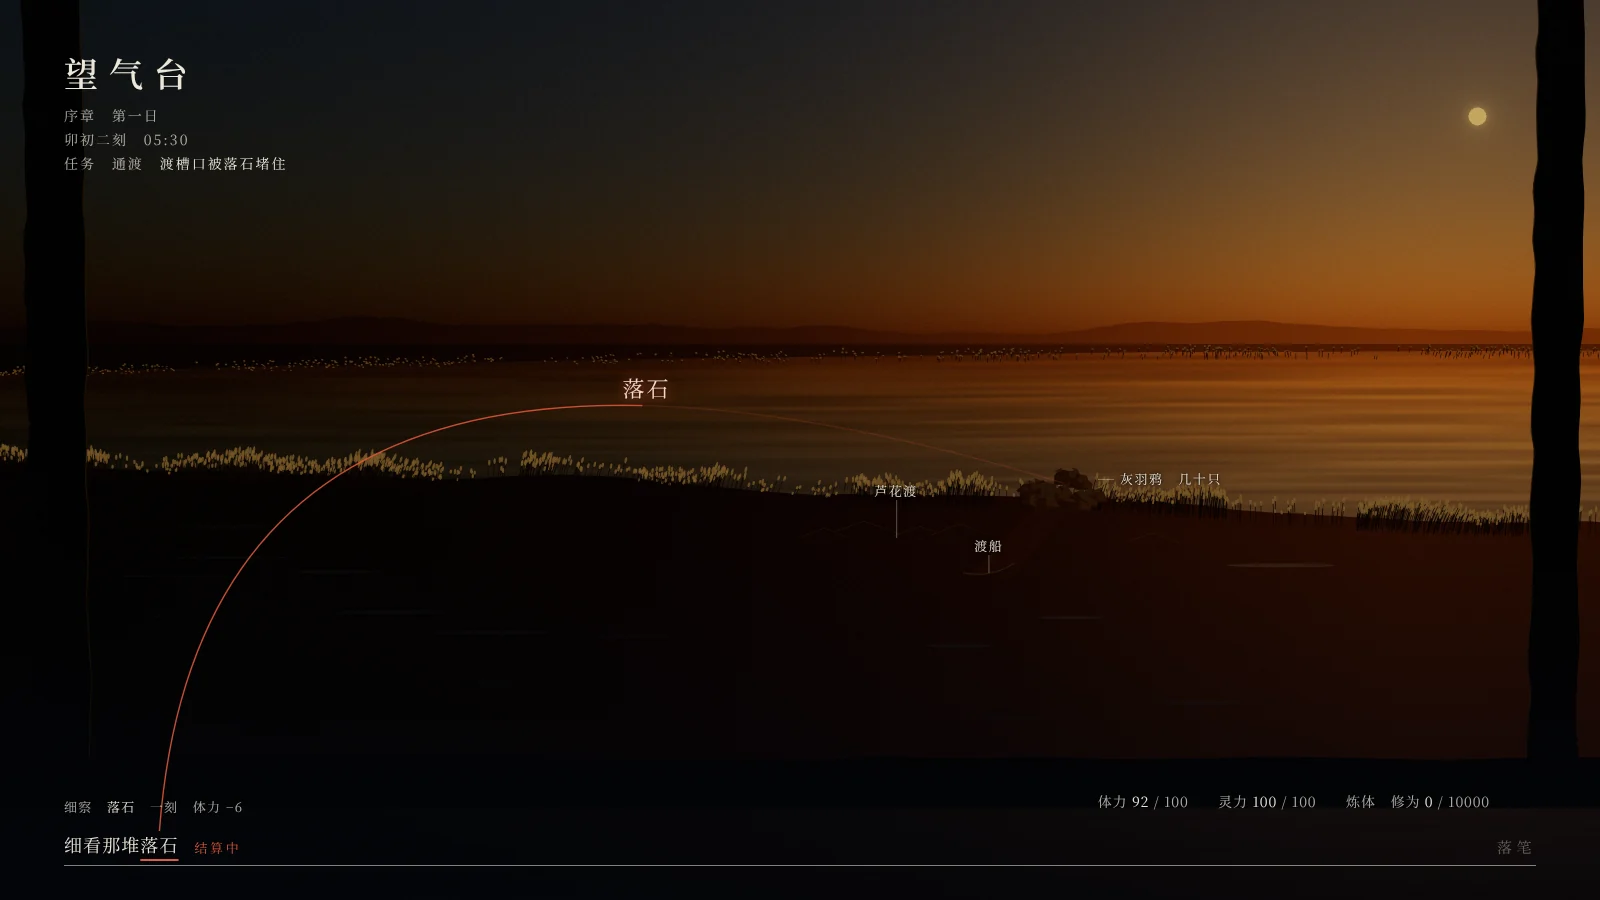 望气台
序章 第一日
卯初二刻 05:30
任务 通渡 渡槽口被落石堵住
落石
灰羽鸦 几十只
芦花渡
渡船
细察 落石 一刻 体力 −6
体力 92 / 100 灵力 100 / 100 炼体 修为 0 / 10000
细看那堆落石 结算中
落笔